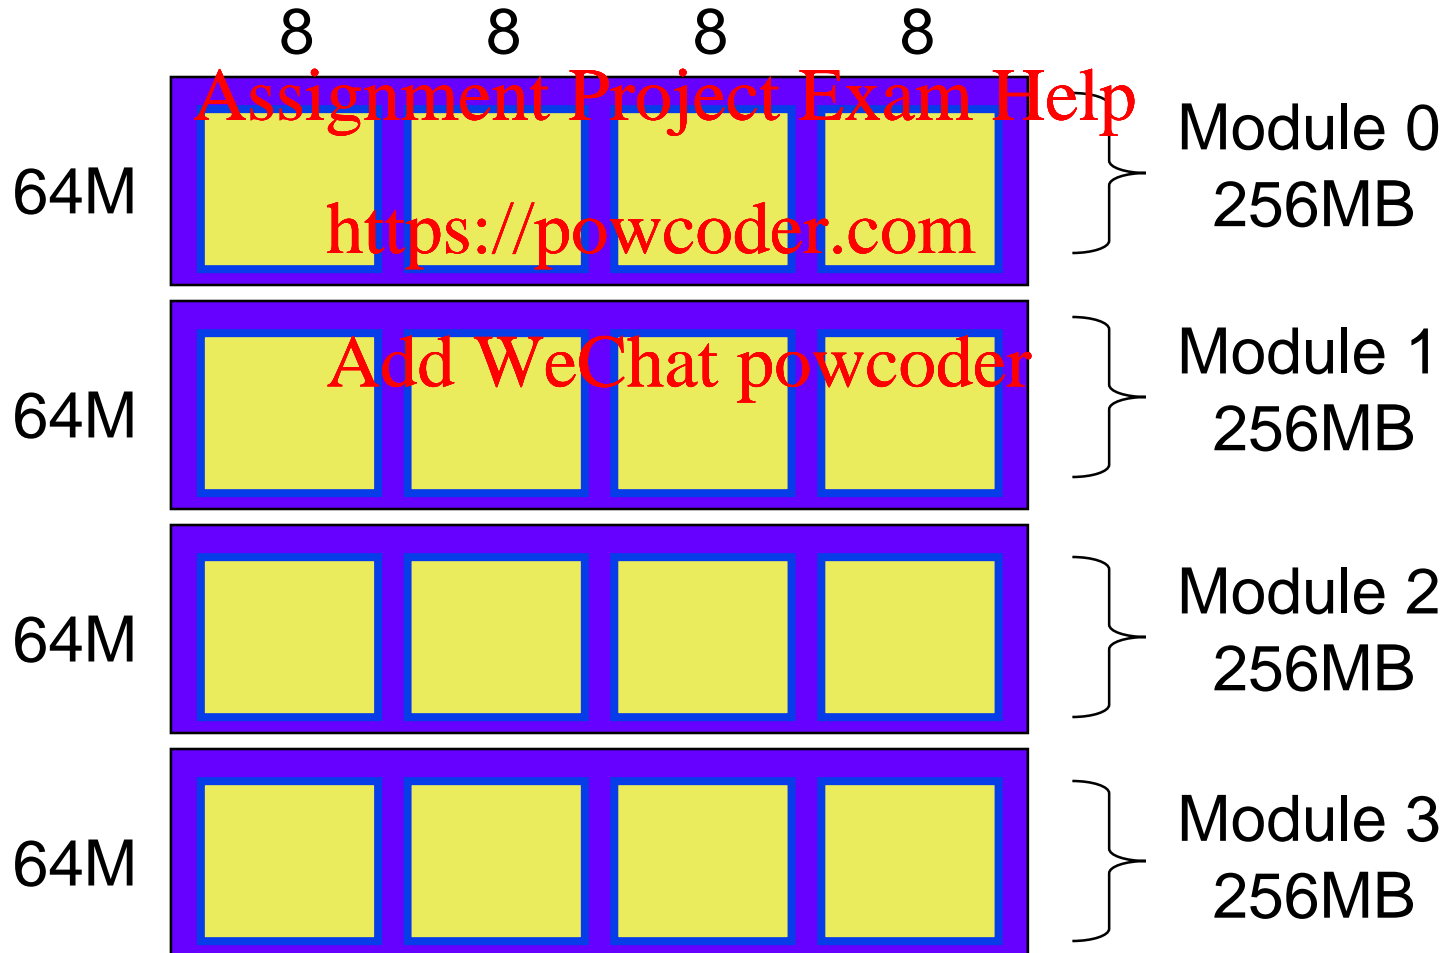 8 8 8 8
Assignment Project Exam Help
Module 0
64M
256MB
https://powcoder.com
Module 1
Add WeChat powcoder
64M
256MB
Module 2
64M
256MB
Module 3
64M
256MB